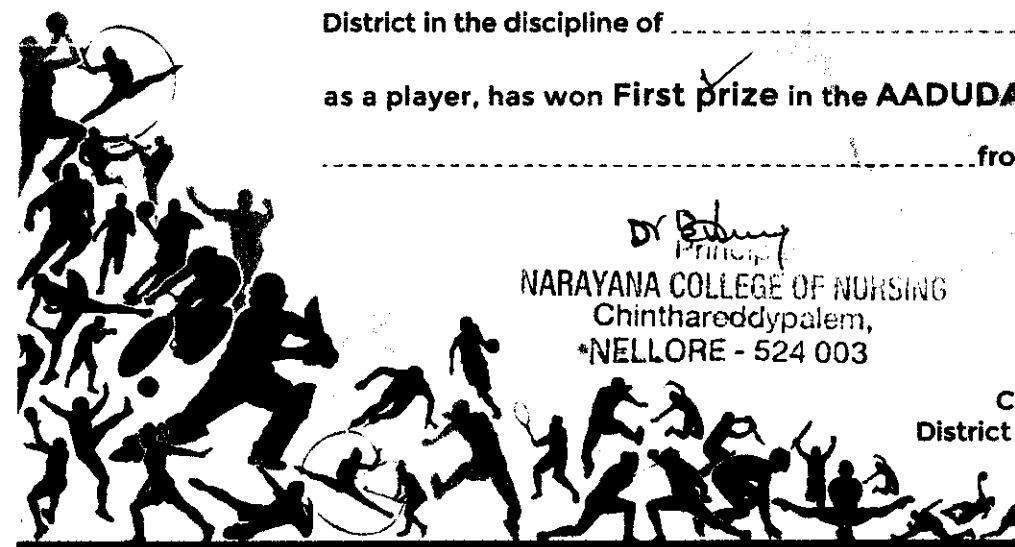 District in the discipline of
as a player, has won First prize in the AADUDA
fro
Dr
Principal
NARAYANA COLLEGE OF NURSING
Chinthareddypalem,
NELLORE - 524 003
C
District